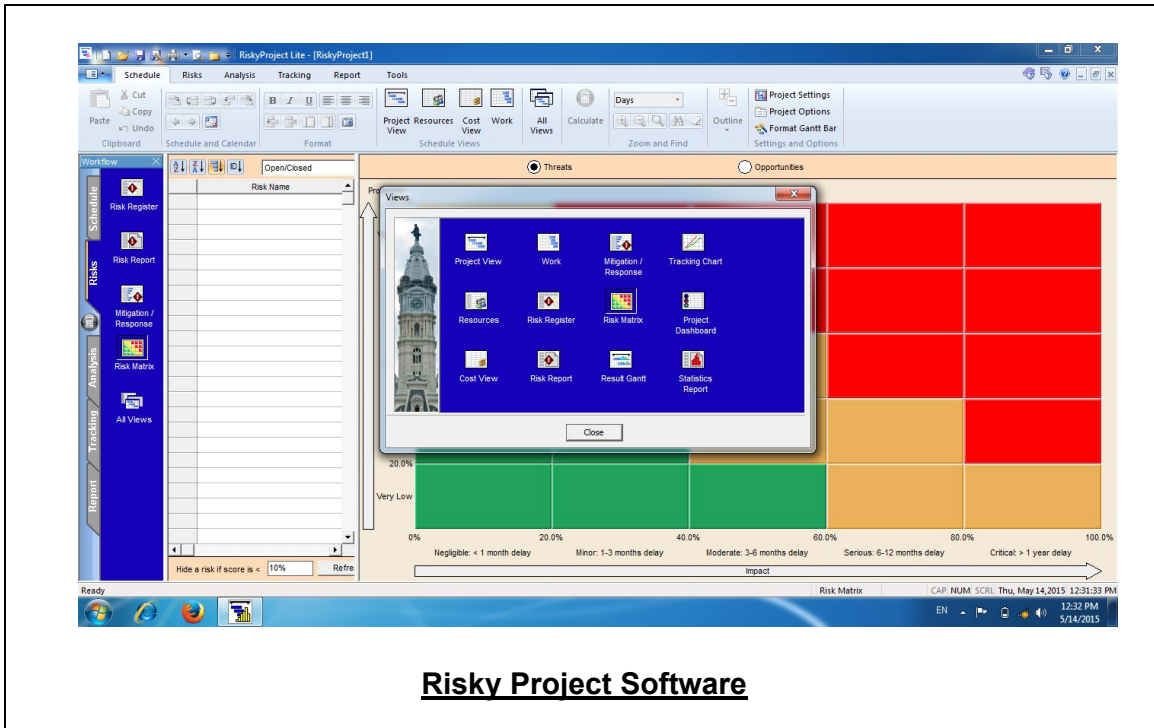 RiskyProject Lite - [RiskyProject1]
Schedule Risks Analysis Tracking Report Tools
Cut
Copy
Paste
Undo
Clipboard
Schedule and Calendar
B I U
Format
Project View
Resources
Cost View
Work
All Views
Schedule Views
Calculate
Days
Zoom and Find
Outline
Project Settings
Project Options
Format Gantt Bar
Settings and Options
Workflow
Schedule
Risks
Analysis
Tracking
Report
Risk Register
Risk Report
Mitigation /
Response
Risk Matrix
All Views
Open/Closed
Risk Name
Threats
Opportunities
Views
Project View Work Mitigation / Response Tracking Chart
Resources Risk Register Risk Matrix Project Dashboard
Cost View Risk Report Result Gantt Statistics Report
Close
20.0%
Very Low
0% 20.0% 40.0% 60.0% 80.0% 100.0%
Negligible: < 1 month delay Minor: 1-3 months delay Moderate: 3-6 months delay Serious: 6-12 months delay Critical: > 1 year delay
Impact
Hide a risk if score is < 10% Refre
Ready
Risk Matrix
CAP NUM SCRL Thu, May 14,2015 12:31:33 PM
EN
12:32 PM
5/14/2015
Risky Project Software